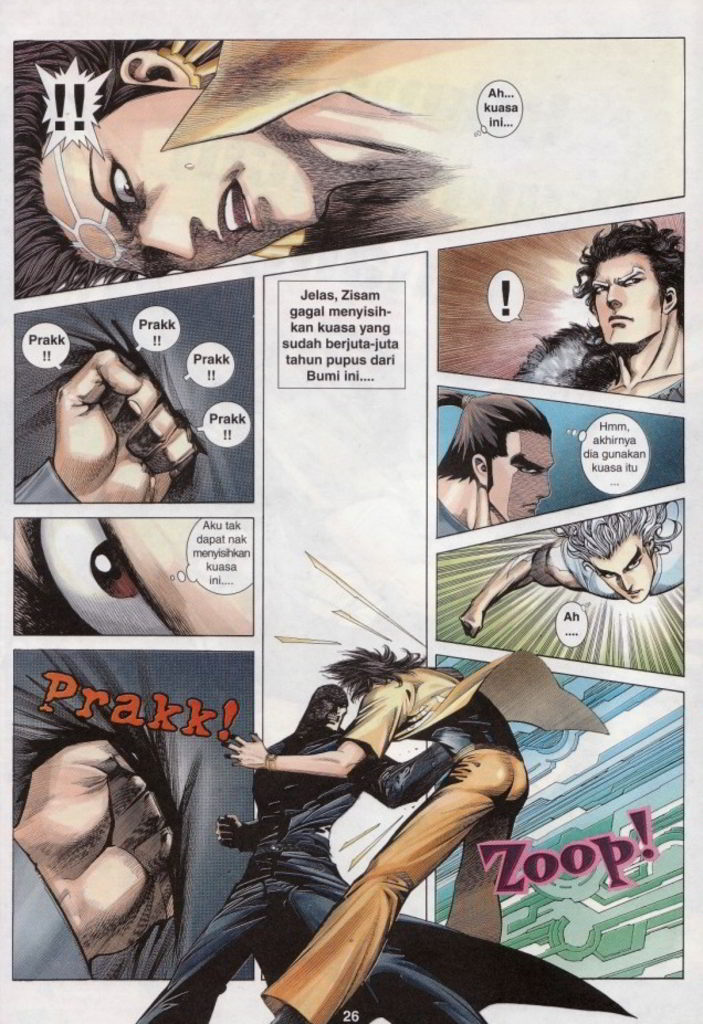 !!
Ah...
kuasa
ini...
Prakk
!!
Prakk
!!
Prakk
!!
Prakk
!!
Jelas, Zisam
gagal menyisih-
kan kuasa yang
sudah berjuta-juta
tahun pupus dari
Bumi ini....
!
Hmm,
akhirnya
dia gunakan
kuasa itu
...
Aku tak
dapat nak
menyisihkan
kuasa
ini....
Ah
....
Prakk!
Zoop!
26